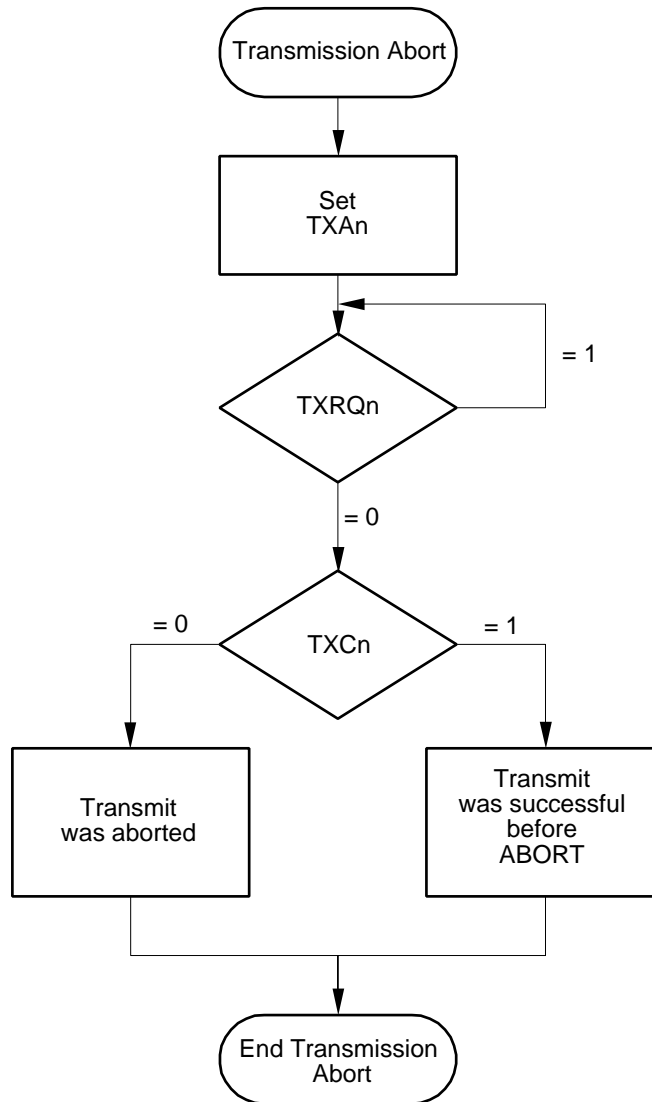 Transmission Abort
Set
TXAn
= 1
TXRQn
= 0
= 0
TXCn
= 1
Transmit
was aborted
Transmit
was successful
before
ABORT
End Transmission
Abort